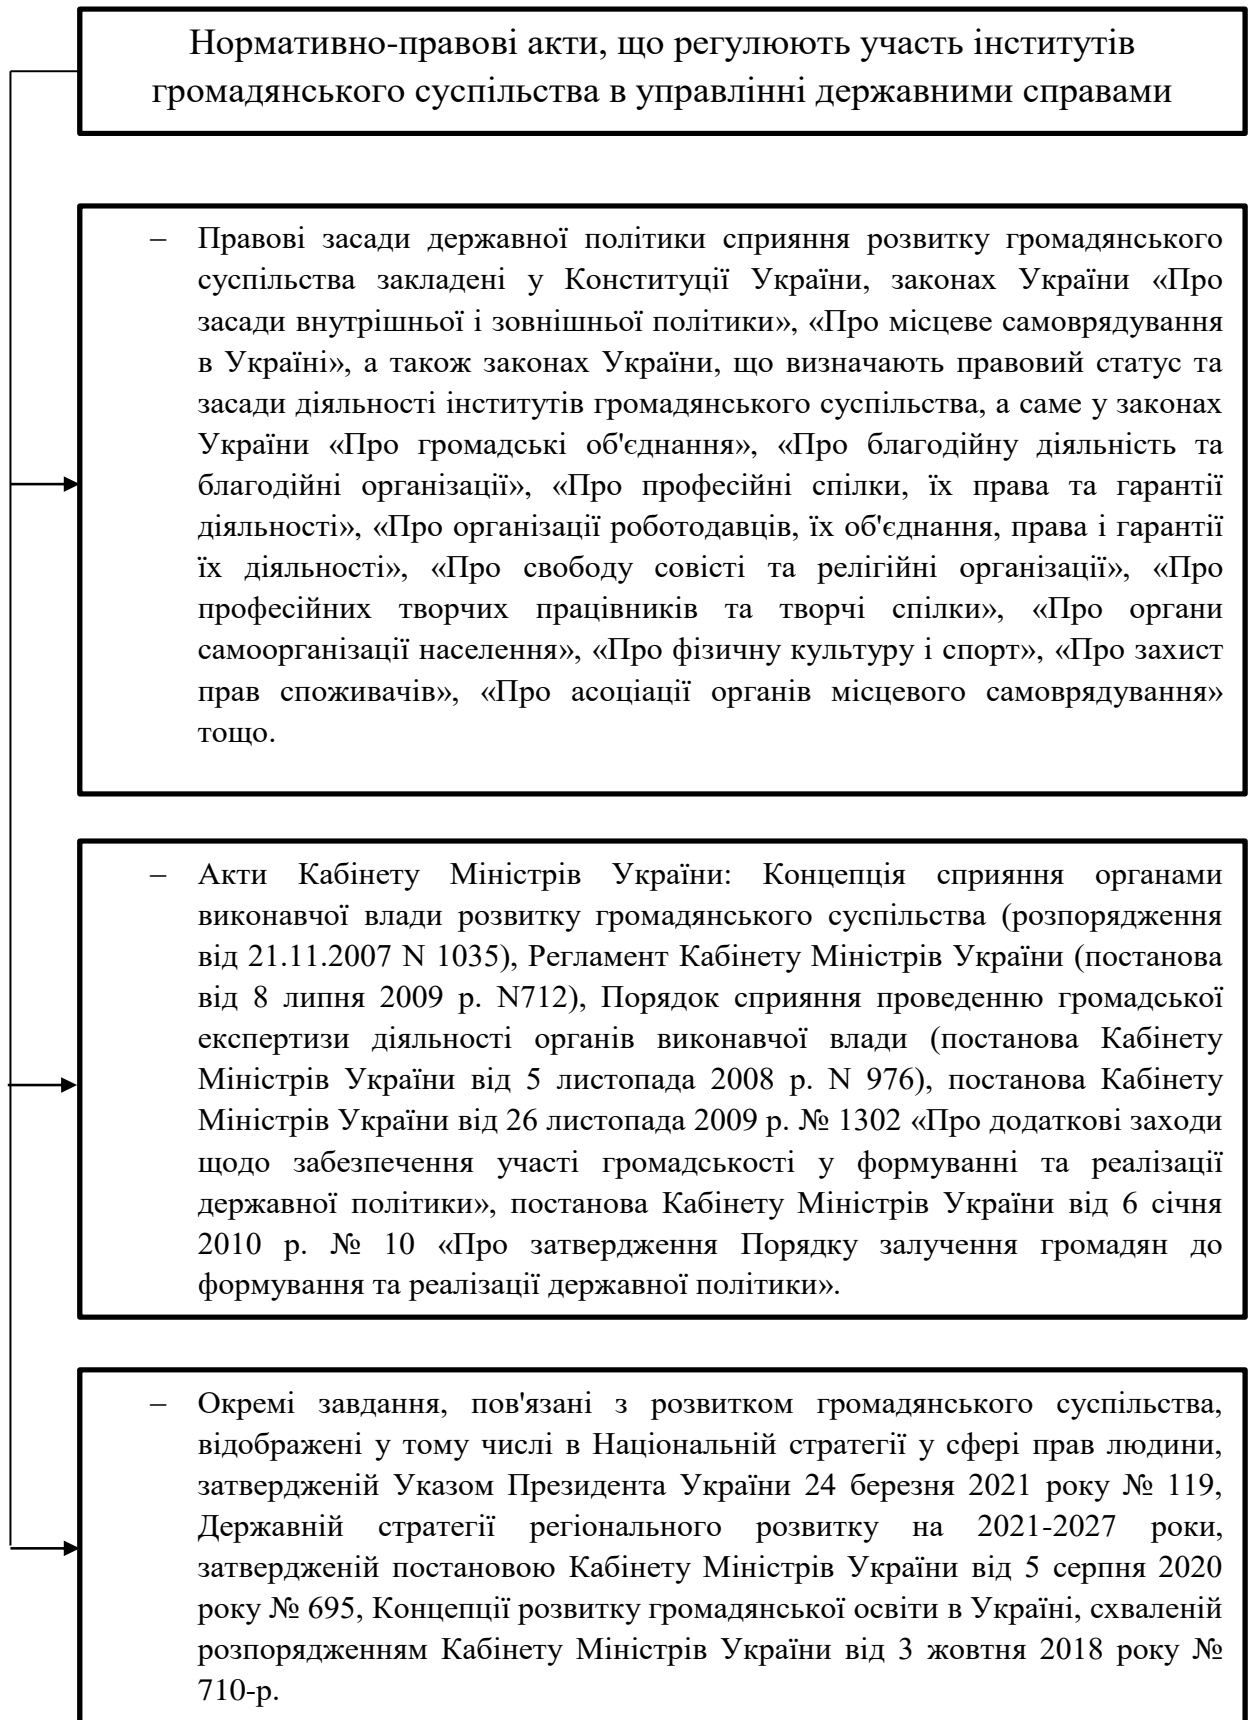 Нормативно-правові акти, що регулюють участь інститутів
громадянського суспільства в управлінні державними справами
– Правові засади державної політики сприяння розвитку громадянського
суспільства закладені у Конституції України, законах України «Про
засади внутрішньої і зовнішньої політики», «Про місцеве самоврядування
в Україні», а також законах України, що визначають правовий статус та
засади діяльності інститутів громадянського суспільства, а саме у законах
України «Про громадські об'єднання», «Про благодійну діяльність та
благодійні організації», «Про професійні спілки, їх права та гарантії
діяльності», «Про організації роботодавців, їх об'єднання, права і гарантії
їх діяльності», «Про свободу совісті та релігійні організації», «Про
професійних творчих працівників та творчі спілки», «Про органи
самоорганізації населення», «Про фізичну культуру і спорт», «Про захист
прав споживачів», «Про асоціації органів місцевого самоврядування»
тощо.
– Акти Кабінету Міністрів України: Концепція сприяння органами
виконавчої влади розвитку громадянського суспільства (розпорядження
від 21.11.2007 N 1035), Регламент Кабінету Міністрів України (постанова
від 8 липня 2009 р. N712), Порядок сприяння проведенню громадської
експертизи діяльності органів виконавчої влади (постанова Кабінету
Міністрів України від 5 листопада 2008 р. N 976), постанова Кабінету
Міністрів України від 26 листопада 2009 р. № 1302 «Про додаткові заходи
щодо забезпечення участі громадськості у формуванні та реалізації
державної політики», постанова Кабінету Міністрів України від 6 січня
2010 р. № 10 «Про затвердження Порядку залучення громадян до
формування та реалізації державної політики».
– Окремі завдання, пов'язані з розвитком громадянського суспільства,
відображені у тому числі в Національній стратегії у сфері прав людини,
затвердженій Указом Президента України 24 березня 2021 року № 119,
Державній стратегії регіонального розвитку на 2021-2027 роки,
затвердженій постановою Кабінету Міністрів України від 5 серпня 2020
року № 695, Концепції розвитку громадянської освіти в Україні, схваленій
розпорядженням Кабінету Міністрів України від 3 жовтня 2018 року №
710-р.